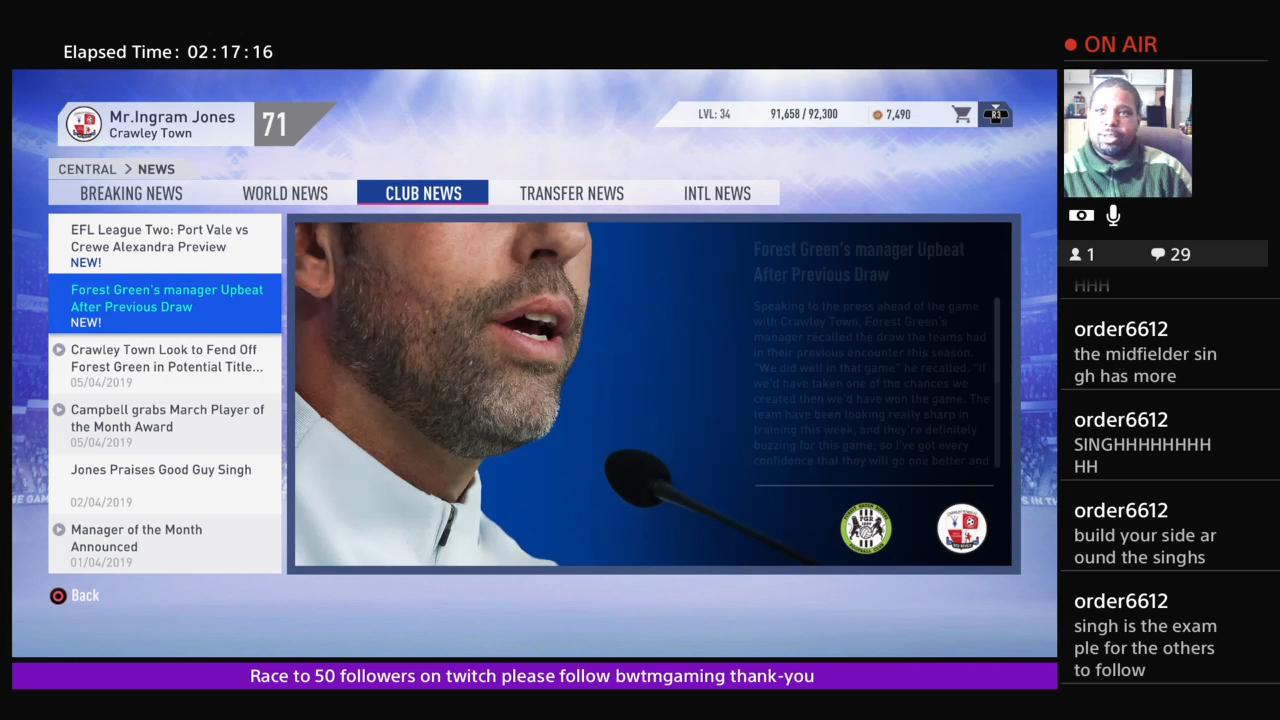 Elapsed Time: 02:17:16
ON AIR
Mr.Ingram Jones
Crawley Town
71
LVL: 34
91,658 / 92,300
7,490
R3
CENTRAL > NEWS
BREAKING NEWS
WORLD NEWS
CLUB NEWS
TRANSFER NEWS
INTL NEWS
EFL League Two: Port Vale vs
Crewe Alexandra Preview
NEW!
Forest Green's manager Upbeat
After Previous Draw
NEW!
Crawley Town Look to Fend Off
Forest Green in Potential Title...
05/04/2019
Campbell grabs March Player of
the Month Award
05/04/2019
Jones Praises Good Guy Singh
02/04/2019
Manager of the Month
Announced
01/04/2019
Forest Green's manager Upbeat
After Previous Draw
Speaking to the press ahead of the game
with Crawley Town, Forest Green's
manager recalled the draw the teams had
in their previous encounter this season.
"We did well in that game" he recalled. "If
we'd have taken one of the chances we
created then we'd have won the game. The
team have been looking really sharp in
training this week, and they're definitely
buzzing for this game, so I've got every
confidence that they will go one better and
FGR
Back
Race to 50 followers on twitch please follow bwtmgaming thank-you
1
29
HHH
order6612
the midfielder sin
gh has more
order6612
SINGHHHHHHHH
HH
order6612
build your side ar
ound the singhs
order6612
singh is the exam
ple for the others
to follow